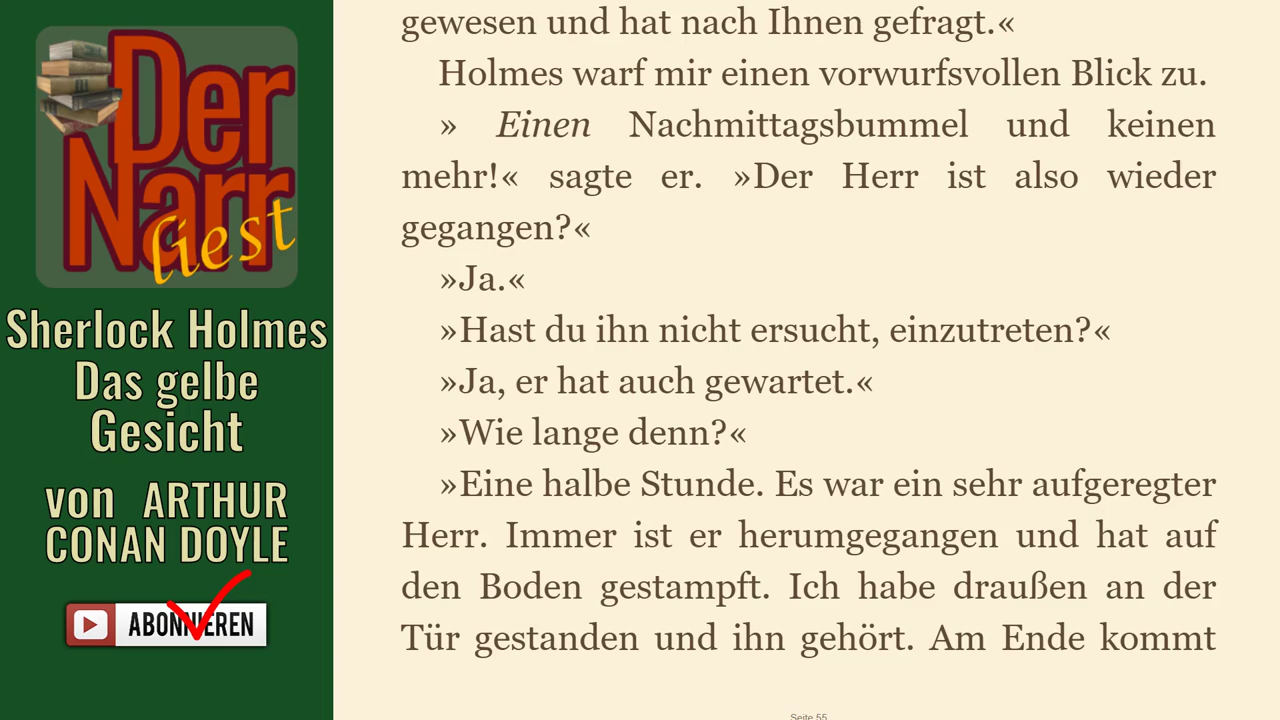 Der
Narr
liest
Sherlock Holmes
Das gelbe
Gesicht
von ARTHUR
CONAN DOYLE
ABONNIEREN
gewesen und hat nach Ihnen gefragt.«
Holmes warf mir einen vorwurfsvollen Blick zu.
» Einen Nachmittagsbummel und keinen
mehr!« sagte er. »Der Herr ist also wieder
gegangen?«
»Ja.«
»Hast du ihn nicht ersucht, einzutreten?«
»Ja, er hat auch gewartet.«
»Wie lange denn?«
»Eine halbe Stunde. Es war ein sehr aufgeregter
Herr. Immer ist er herumgegangen und hat auf
den Boden gestampft. Ich habe draußen an der
Tür gestanden und ihn gehört. Am Ende kommt
Seite 55